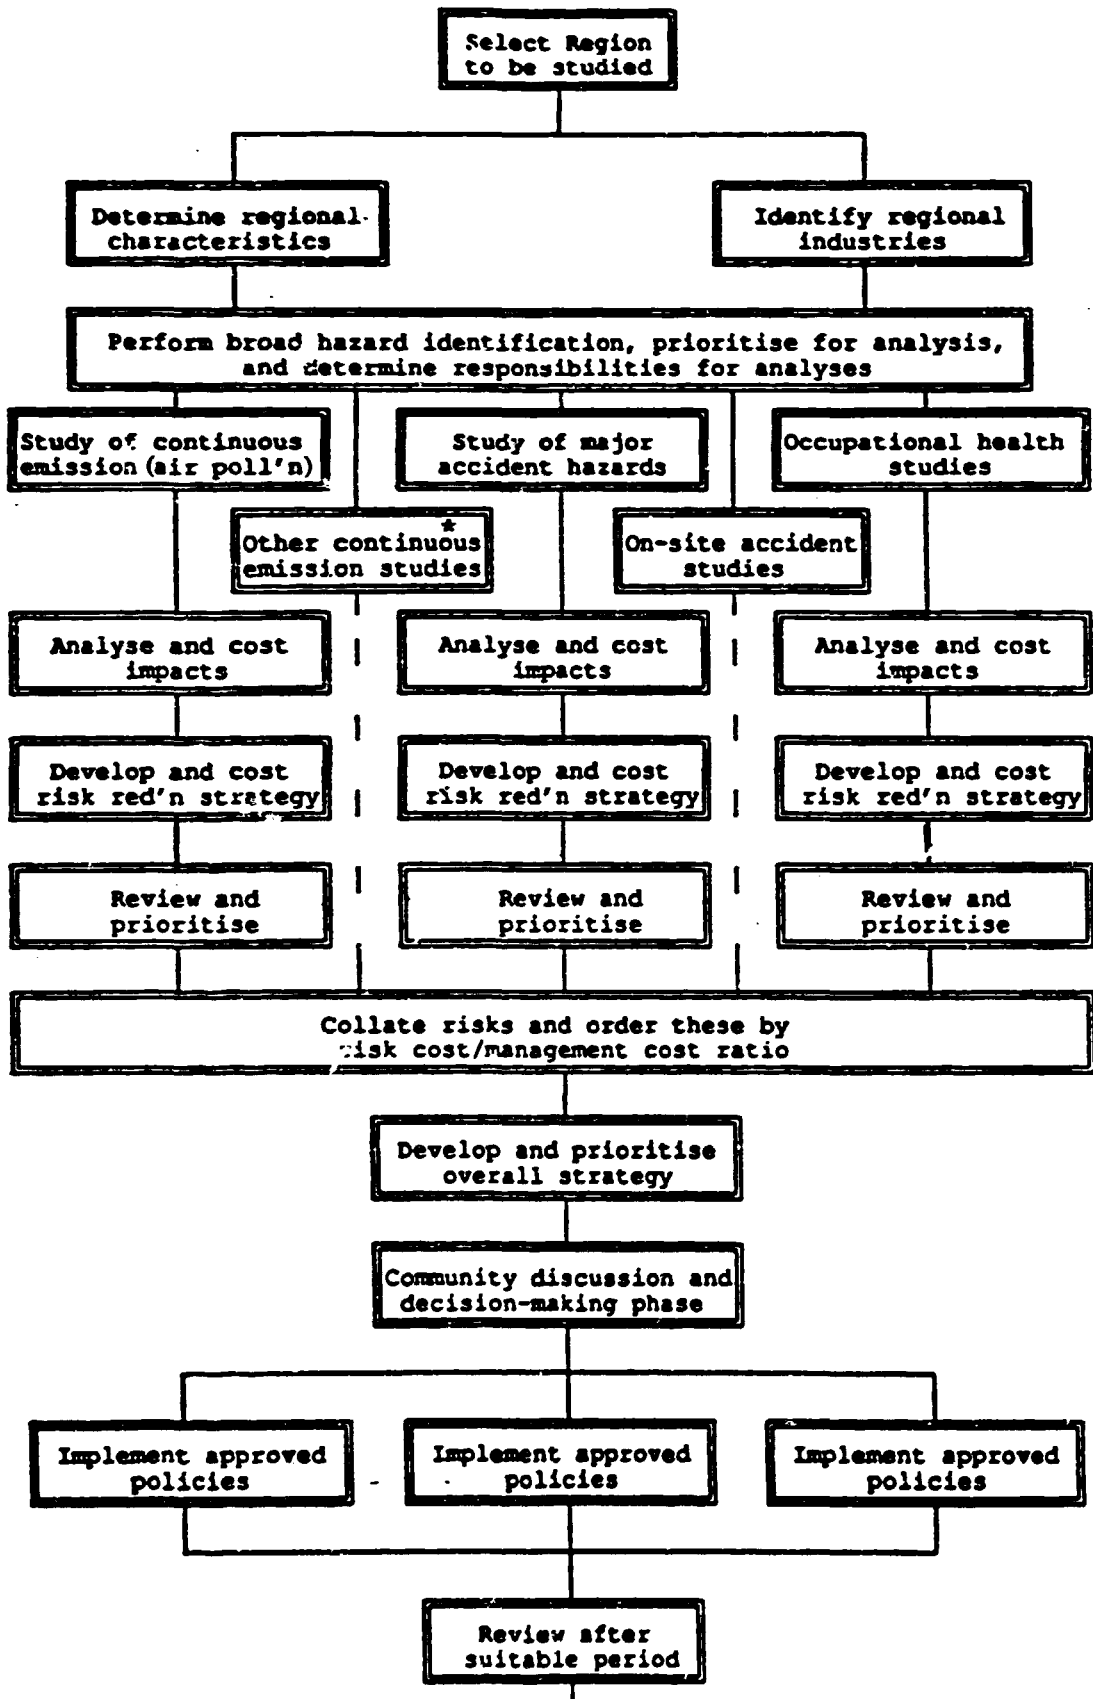 Select Region
to be studied
Determine regional
characteristics
Identify regional
industries
Perform broad hazard identification, prioritise for analysis,
and determine responsibilities for analyses
Study of continuous
emission (air poll'n)
Study of major
accident hazards
Occupational health
studies
*
Other continuous
emission studies
On-site accident
studies
Analyse and cost
impacts
Analyse and cost
impacts
Analyse and cost
impacts
Develop and cost
risk red'n strategy
Develop and cost
risk red'n strategy
Develop and cost
risk red'n strategy
Review and
prioritise
Review and
prioritise
Review and
prioritise
Collate risks and order these by
risk cost/management cost ratio
Develop and prioritise
overall strategy
Community discussion and
decision-making phase
Implement approved
policies
Implement approved
policies
Implement approved
policies
Review after
suitable period